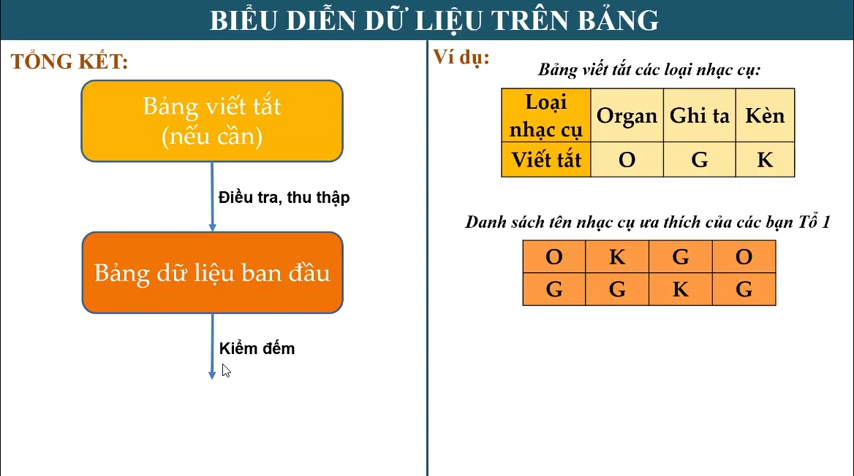 BIỂU DIỄN DỮ LIỆU TRÊN BẢNG
TỔNG KẾT:
Bảng viết tắt
(nếu cần)
Điều tra, thu thập
Bảng dữ liệu ban đầu
Kiểm đếm
Ví dụ:
Bảng viết tắt các loại nhạc cụ:
Loại nhạc cụ Organ Ghi ta Kèn
Viết tắt O G K
Danh sách tên nhạc cụ ưa thích của các bạn Tổ 1
O K G O
G G K G